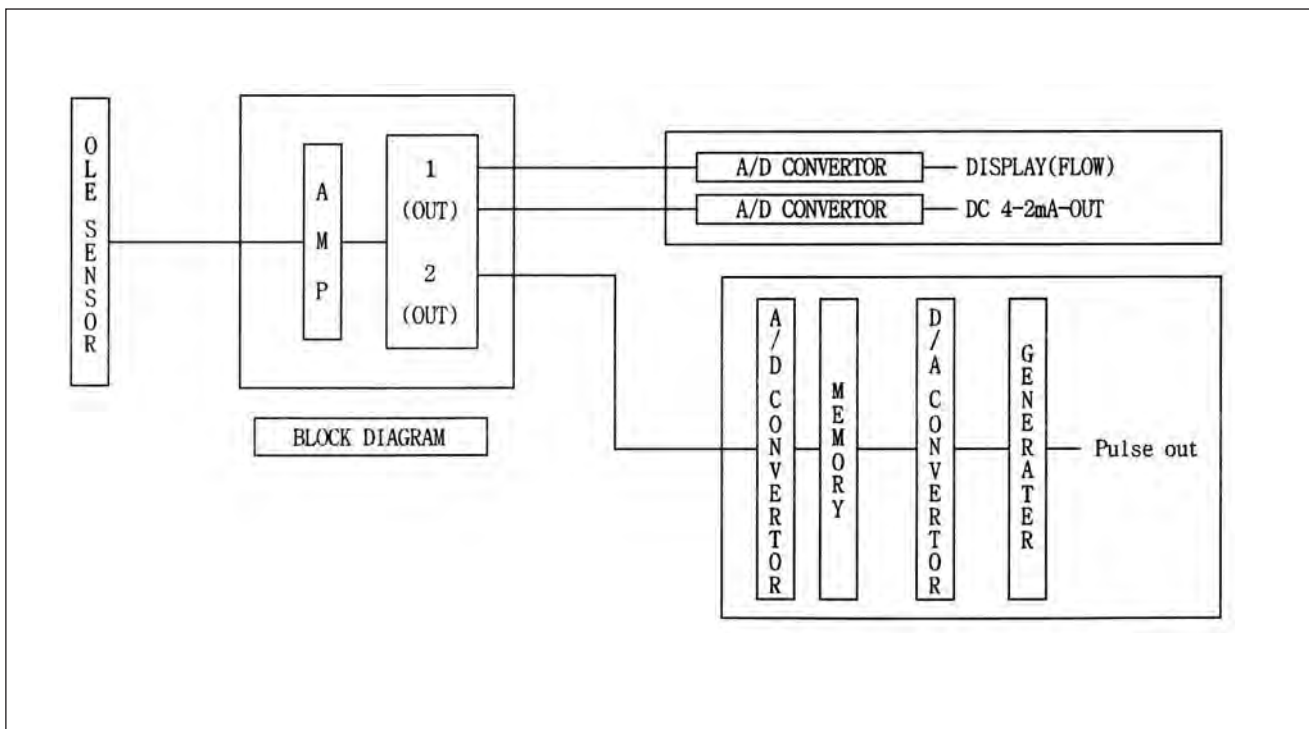 OLE SENSOR
AMP
1
(OUT)
2
(OUT)
BLOCK DIAGRAM
A/D CONVERTOR
DISPLAY(FLOW)
A/D CONVERTOR
DC 4-2mA-OUT
A/D CONVERTOR
MEMORY
D/A CONVERTOR
GENERATER
Pulse out